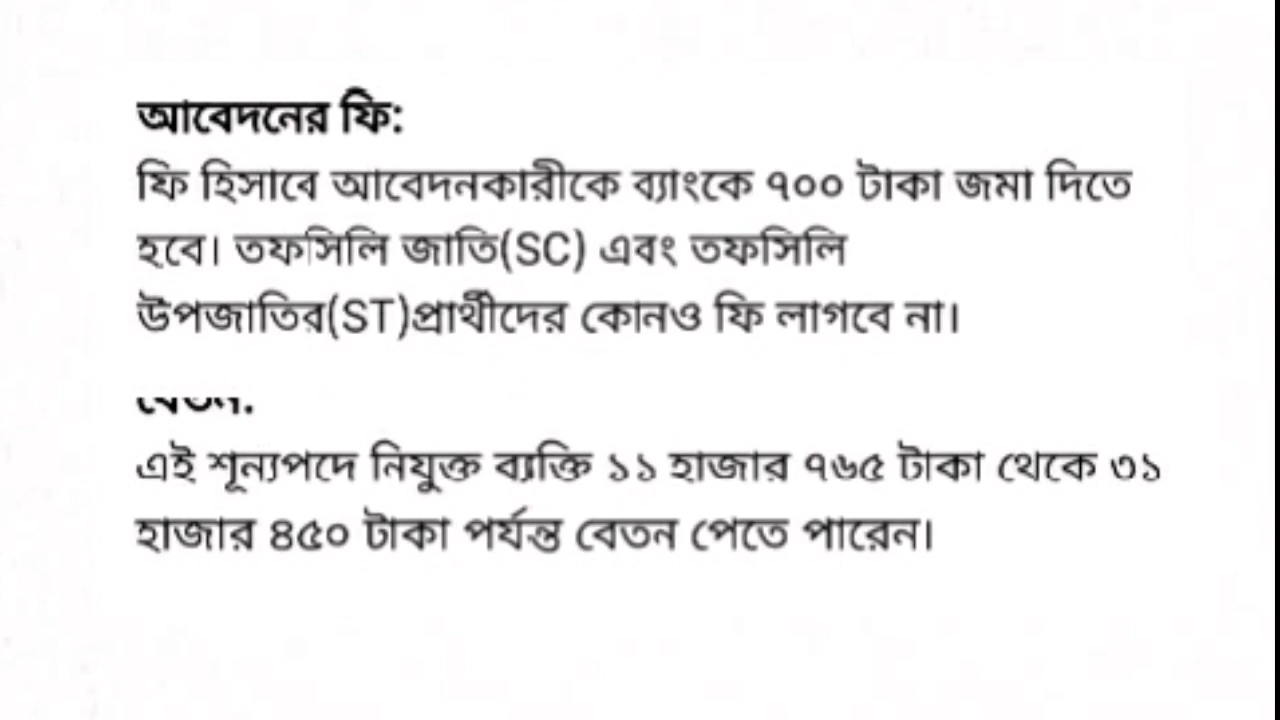 আবেদনের ফি:
ফি হিসাবে আবেদনকারীকে ব্যাংকে ৭০০ টাকা জমা দিতে
হবে। তফসিলি জাতি(SC) এবং তফসিলি
উপজাতির(ST)প্রার্থীদের কোনও ফি লাগবে না।
বেতন:
এই শূন্যপদে নিযুক্ত ব্যক্তি ১১ হাজার ৭৬৫ টাকা থেকে ৩১
হাজার ৪৫০ টাকা পর্যন্ত বেতন পেতে পারেন।